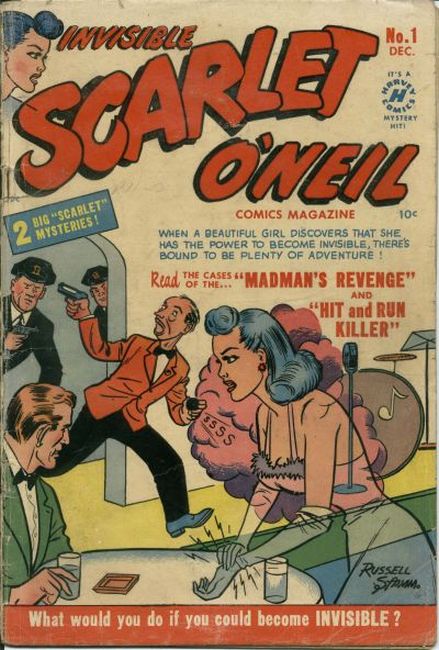 INVISIBLE
SCARLET
O'NEIL
No. 1
DEC.
IT'S A
HARVEY
COMICS
H
MYSTERY
HIT!
COMICS MAGAZINE
10¢
2 BIG "SCARLET"
MYSTERIES!
WHEN A BEAUTIFUL GIRL DISCOVERS THAT SHE
HAS THE POWER TO BECOME INVISIBLE, THERE'S
BOUND TO BE PLENTY OF ADVENTURE!
Read THE CASES OF THE... "MADMAN'S REVENGE"
AND
"HIT and RUN
KILLER"
SSSS
RUSSELL
STAMM.
What would you do if you could become INVISIBLE?